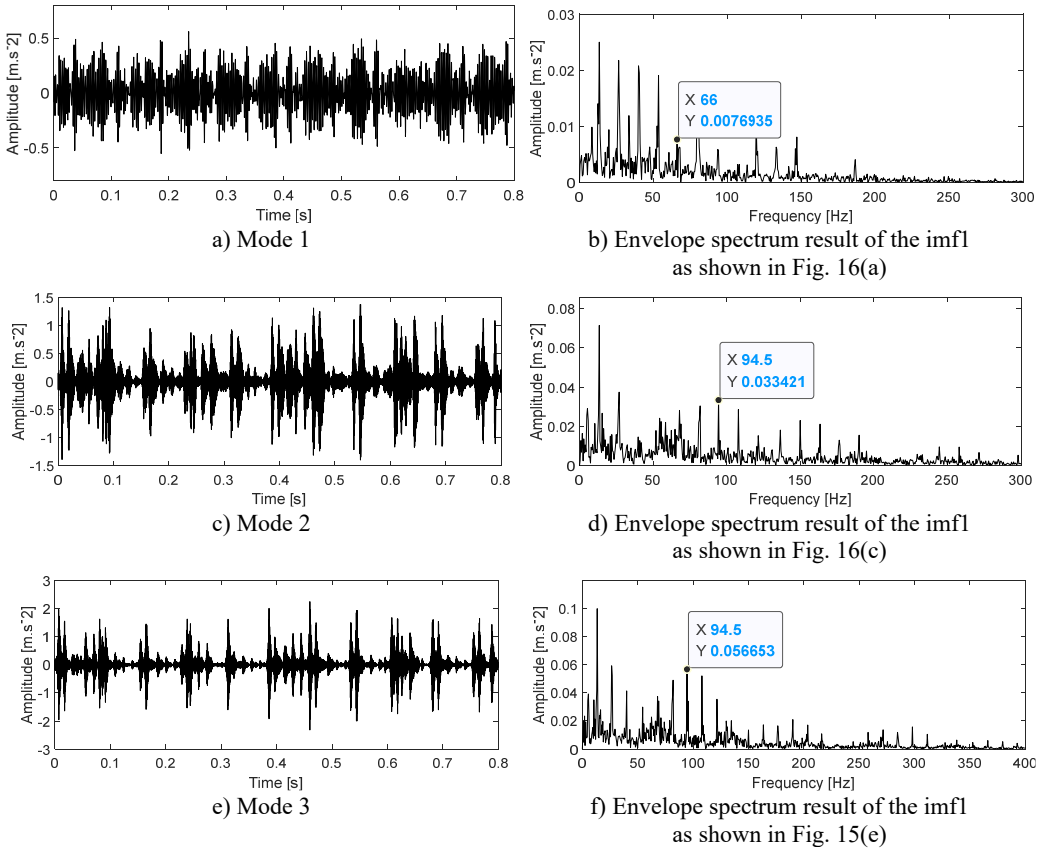 0.5
0
-0.5
Amplitude [m.s-2]
0 0.1 0.2 0.3 0.4 0.5 0.6 0.7 0.8
Time [s]
a) Mode 1
0.03
0.02
0.01
0
Amplitude [m.s-2]
X 66
Y 0.0076935
0 50 100 150 200 250 300
Frequency [Hz]
b) Envelope spectrum result of the imf1
as shown in Fig. 16(a)
1.5
1
0.5
0
-0.5
-1
-1.5
Amplitude [m.s-2]
0 0.1 0.2 0.3 0.4 0.5 0.6 0.7 0.8
Time [s]
c) Mode 2
0.08
0.06
0.04
0.02
0
Amplitude [m.s-2]
X 94.5
Y 0.033421
0 50 100 150 200 250 300
Frequency [Hz]
d) Envelope spectrum result of the imf1
as shown in Fig. 16(c)
3
2
1
0
-1
-2
-3
Amplitude [m.s-2]
0 0.1 0.2 0.3 0.4 0.5 0.6 0.7 0.8
Time [s]
e) Mode 3
0.1
0.08
0.06
0.04
0.02
0
Amplitude [m.s-2]
X 94.5
Y 0.056653
0 50 100 150 200 250 300 350 400
Frequency [Hz]
f) Envelope spectrum result of the imf1
as shown in Fig. 15(e)